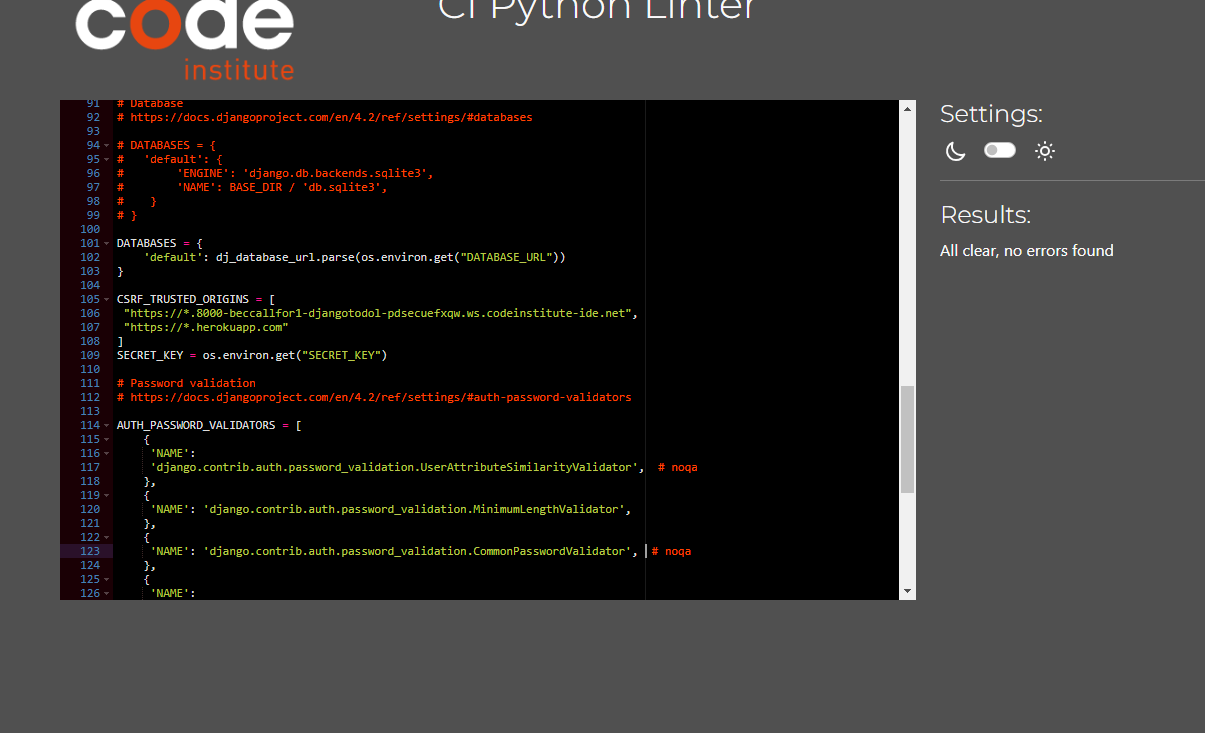 CI Python Linter
code
institute
91 # Database
92 # https://docs.djangoproject.com/en/4.2/ref/settings/#databases
93
94 # DATABASES = {
95 #   'default': {
96 #        'ENGINE': 'django.db.backends.sqlite3',
97 #        'NAME': BASE_DIR / 'db.sqlite3',
98 #    }
99 # }
100
101 DATABASES = {
102     'default': dj_database_url.parse(os.environ.get("DATABASE_URL"))
103 }
104
105 CSRF_TRUSTED_ORIGINS = [
106  "https://*.8000-beccallfor1-djangotodol-pdsecuefxqw.ws.codeinstitute-ide.net",
107  "https://*.herokuapp.com"
108 ]
109 SECRET_KEY = os.environ.get("SECRET_KEY")
110
111 # Password validation
112 # https://docs.djangoproject.com/en/4.2/ref/settings/#auth-password-validators
113
114 AUTH_PASSWORD_VALIDATORS = [
115     {
116      'NAME':
117      'django.contrib.auth.password_validation.UserAttributeSimilarityValidator',  # noqa
118     },
119     {
120      'NAME': 'django.contrib.auth.password_validation.MinimumLengthValidator',
121     },
122     {
123      'NAME': 'django.contrib.auth.password_validation.CommonPasswordValidator',  # noqa
124     },
125     {
126      'NAME':
Settings:
Results:
All clear, no errors found